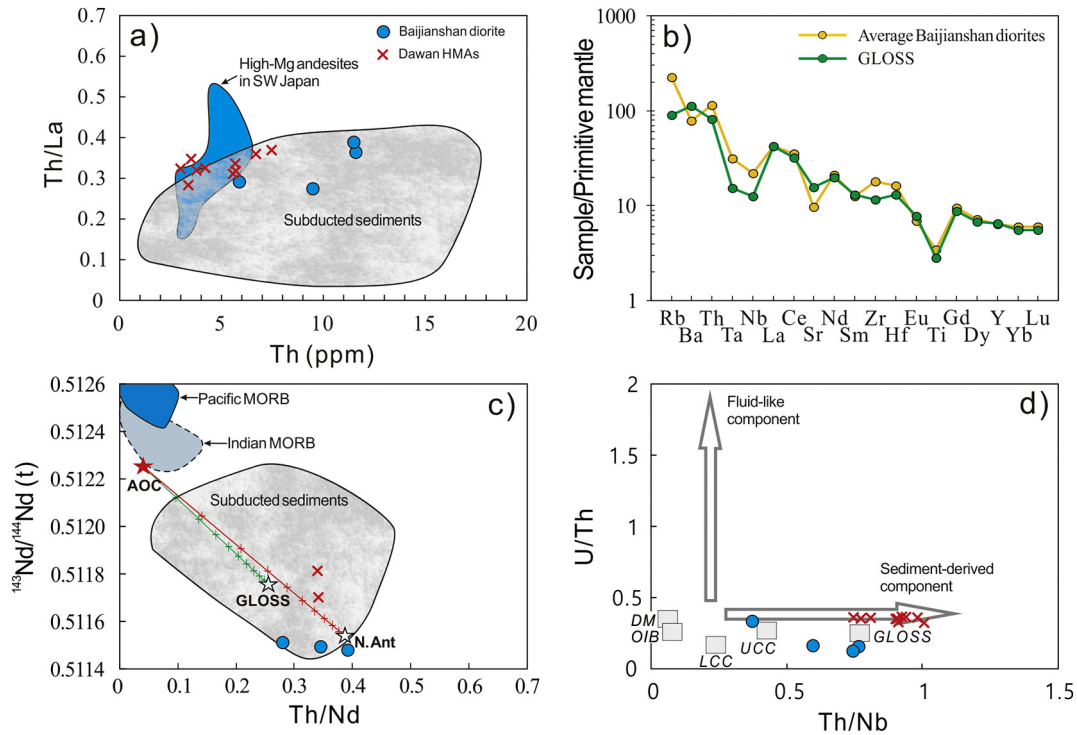 a)
Baijianshan diorite
Dawan HMAs
High-Mg andesites
in SW Japan
Subducted sediments
Th/La
0.7
0.6
0.5
0.4
0.3
0.2
0.1
0
0
5
10
15
20
Th (ppm)
b)
Average Baijianshan diorites
GLOSS
Sample/Primitive mantle
1000
100
10
1
Rb
Ba
Th
Ta
Nb
La
Ce
Sr
Nd
Sm
Zr
Hf
Eu
Ti
Gd
Dy
Y
Yb
Lu
c)
Pacific MORB
Indian MORB
AOC
Subducted sediments
GLOSS
N.Ant
¹⁴³Nd/¹⁴⁴Nd (t)
0.5126
0.5124
0.5122
0.5120
0.5118
0.5116
0.5114
0
0.1
0.2
0.3
0.4
0.5
0.6
Th/Nd
d)
Fluid-like
component
Sediment-derived
component
DM
OIB
LCC
UCC
GLOSS
U/Th
2
1.5
1
0.5
0
0
0.5
1
1.5
Th/Nb